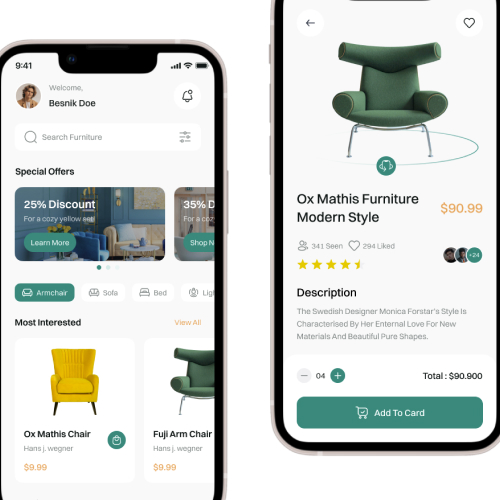 9:41
Welcome,
Besnik Doe
Search Furniture
Special Offers
25% Discount
For a cozy yellow set!
Learn More
35% D
For a cozy
Shop N
Armchair
Sofa
Bed
Ligh
Most Interested
View All
Ox Mathis Chair
Hans j. wegner
$9.99
Fuji Arm Chair
Hans j. wegner
$9.99
Ox Mathis Furniture
Modern Style
$90.99
341 Seen
294 Liked
+24
Description
The Swedish Designer Monica Forstar's Style Is
Characterised By Her Enternal Love For New
Materials And Beautiful Pure Shapes.
04
Total : $90.900
Add To Card